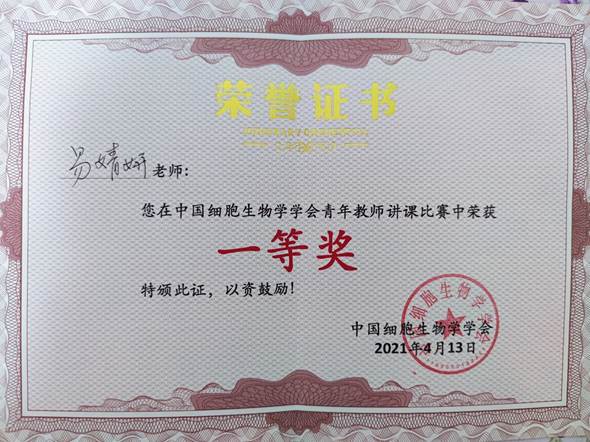 荣誉证书
易婧妍老师：
您在中国细胞生物学学会青年教师讲课比赛中荣获
一等奖
特颁此证，以资鼓励！
中国细胞生物学学会
2021年4月13日